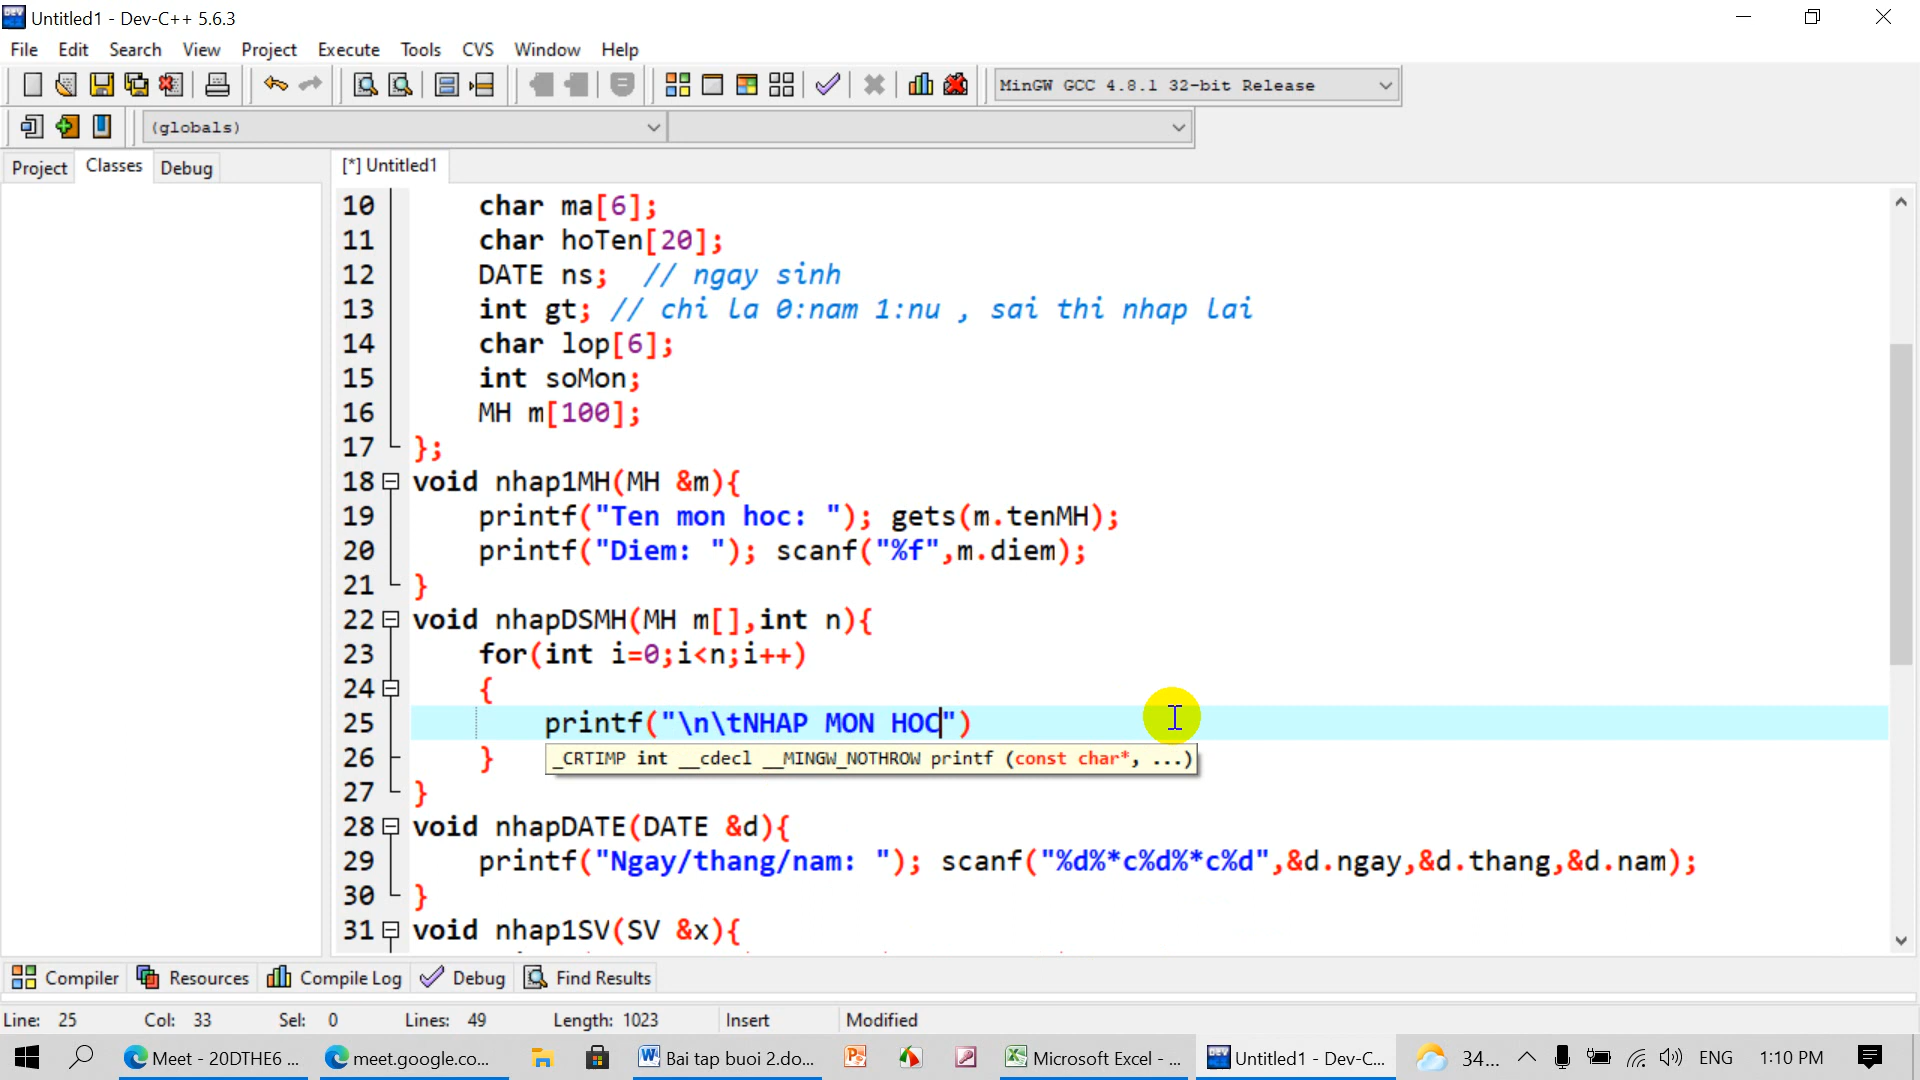 Untitled1 - Dev-C++ 5.6.3
File Edit Search View Project Execute Tools CVS Window Help
MinGW GCC 4.8.1 32-bit Release
(globals)
Project Classes Debug [*] Untitled1
10 char ma[6];
11 char hoTen[20];
12 DATE ns; // ngay sinh
13 int gt; // chi la 0:nam 1:nu , sai thi nhap lai
14 char lop[6];
15 int soMon;
16 MH m[100];
17 };
18 void nhap1MH(MH &m){
19 printf("Ten mon hoc: "); gets(m.tenMH);
20 printf("Diem: "); scanf("%f",m.diem);
21 }
22 void nhapDSMH(MH m[],int n){
23 for(int i=0;i<n;i++)
24 {
25 printf("\n\tNHAP MON HOC")
26 } _CRTIMP int __cdecl __MINGW_NOTHROW printf (const char*, ...)
27 }
28 void nhapDATE(DATE &d){
29 printf("Ngay/thang/nam: "); scanf("%d%*c%d%*c%d",&d.ngay,&d.thang,&d.nam);
30 }
31 void nhap1SV(SV &x){
Compiler Resources Compile Log Debug Find Results
Line: 25 Col: 33 Sel: 0 Lines: 49 Length: 1023 Insert Modified
Meet - 20DTHE6 ... meet.google.co... Bai tap buoi 2.do... Microsoft Excel - ... Untitled1 - Dev-C... 34... ENG 1:10 PM